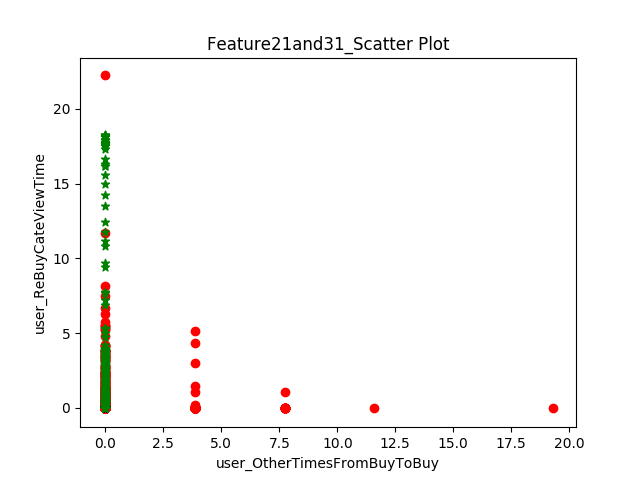 Feature21and31_Scatter Plot
user_ReBuyCateViewTime
20
15
10
5
0
0.0 2.5 5.0 7.5 10.0 12.5 15.0 17.5 20.0
user_OtherTimesFromBuyToBuy